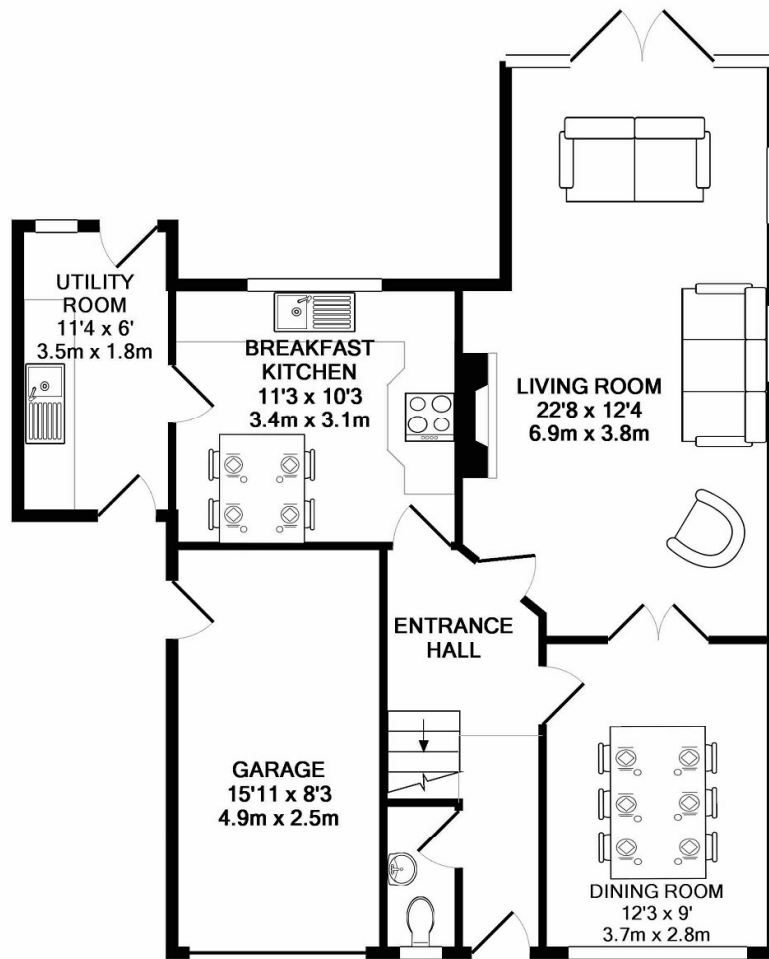 UTILITY
ROOM
11'4 x 6'
3.5m x 1.8m
BREAKFAST
KITCHEN
11'3 x 10'3
3.4m x 3.1m
LIVING ROOM
22'8 x 12'4
6.9m x 3.8m
ENTRANCE
HALL
GARAGE
15'11 x 8'3
4.9m x 2.5m
DINING ROOM
12'3 x 9'
3.7m x 2.8m